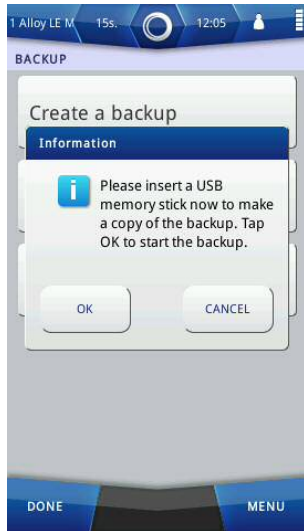 1 Alloy LE M 15s. 12:05
BACKUP
Create a backup
Information
Please insert a USB
memory stick now to make
a copy of the backup. Tap
OK to start the backup.
OK CANCEL
DONE MENU